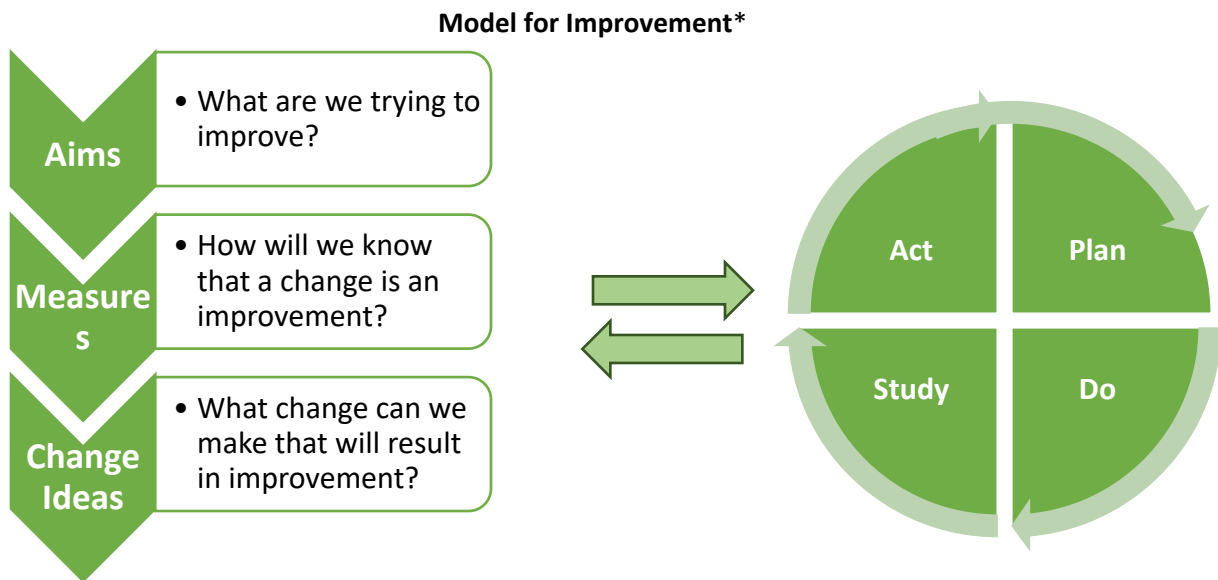 Model for Improvement*
Aims
• What are we trying to
improve?
Measure
s
• How will we know
that a change is an
improvement?
Change
Ideas
• What change can we
make that will result
in improvement?
Act
Plan
Study
Do